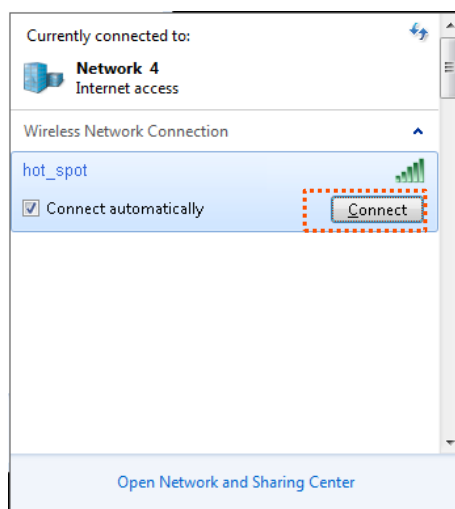 Currently connected to:
Network 4
Internet access
Wireless Network Connection
hot_spot
Connect automatically
Connect
Open Network and Sharing Center